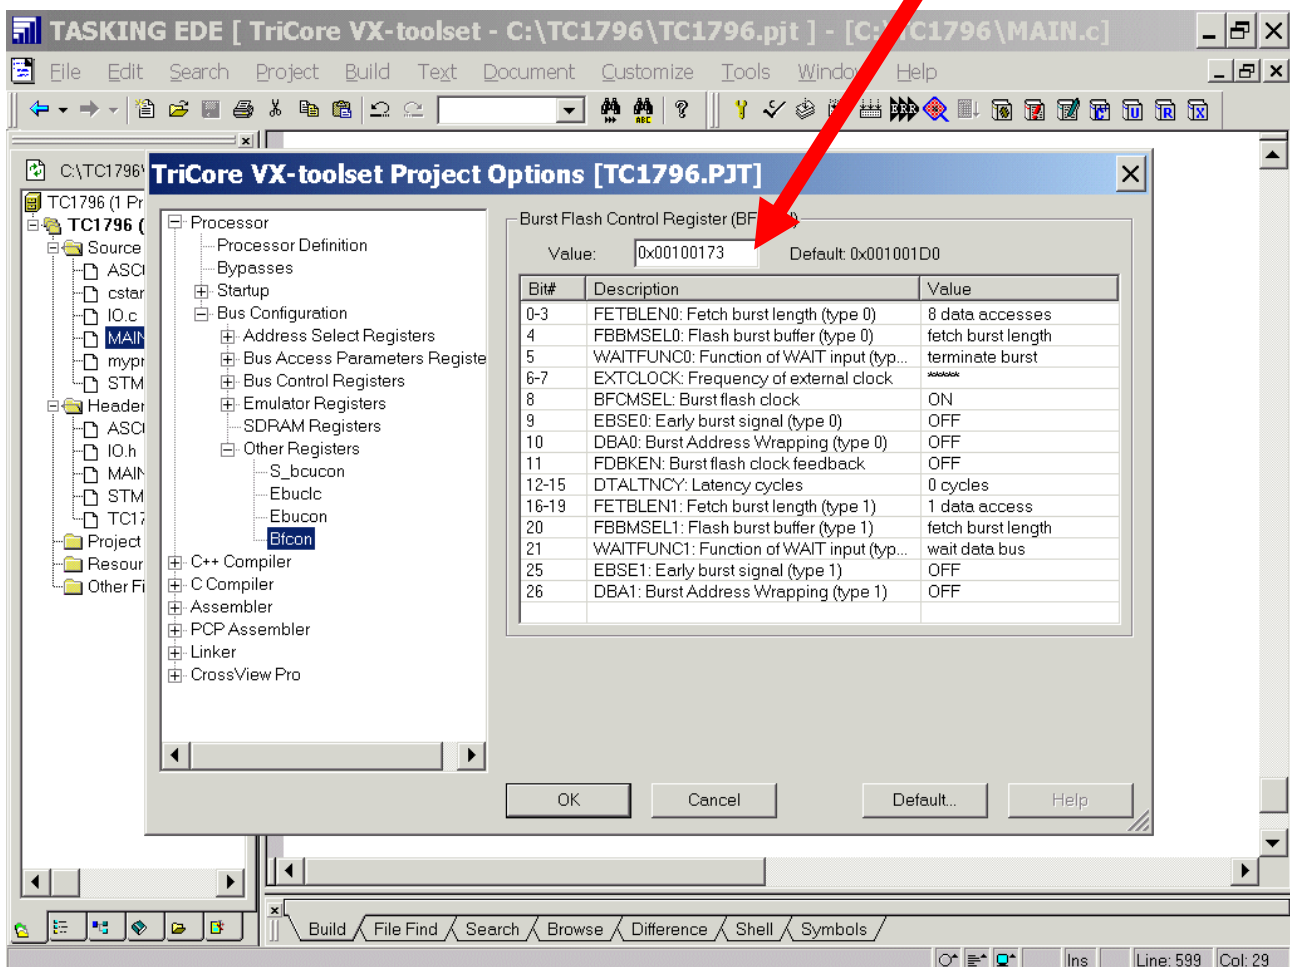 TASKING EDE [ TriCore VX-toolset - C:\TC1796\TC1796.pjt ] - [C:\TC1796\MAIN.c]
File Edit Search Project Build Text Document Customize Tools Window Help
C:\TC1796\
TC1796 (1 Pr
TC1796 (
Source
ASC
cstar
IO.c
MAIN
mypr
STM
Header
ASC
IO.h
MAIN
STM
TC17
Project
Resour
Other Fi
TriCore VX-toolset Project Options [TC1796.PJT]
Processor
Processor Definition
Bypasses
Startup
Bus Configuration
Address Select Registers
Bus Access Parameters Registe
Bus Control Registers
Emulator Registers
SDRAM Registers
Other Registers
S_bcucon
Ebuclc
Ebucon
Bfcon
C++ Compiler
C Compiler
Assembler
PCP Assembler
Linker
CrossView Pro
Burst Flash Control Register (BF
Value: 0x00100173 Default: 0x001001D0
Bit# Description Value
0-3 FETBLEN0: Fetch burst length (type 0) 8 data accesses
4 FBBMSEL0: Flash burst buffer (type 0) fetch burst length
5 WAITFUNC0: Function of WAIT input (typ... terminate burst
6-7 EXTCLOCK: Frequency of external clock ******
8 BFCMSEL: Burst flash clock ON
9 EBSE0: Early burst signal (type 0) OFF
10 DBA0: Burst Address Wrapping (type 0) OFF
11 FDBKEN: Burst flash clock feedback OFF
12-15 DTALTNCY: Latency cycles 0 cycles
16-19 FETBLEN1: Fetch burst length (type 1) 1 data access
20 FBBMSEL1: Flash burst buffer (type 1) fetch burst length
21 WAITFUNC1: Function of WAIT input (typ... wait data bus
25 EBSE1: Early burst signal (type 1) OFF
26 DBA1: Burst Address Wrapping (type 1) OFF
OK Cancel Default... Help
Build File Find Search Browse Difference Shell Symbols
Ins Line: 599 Col: 29